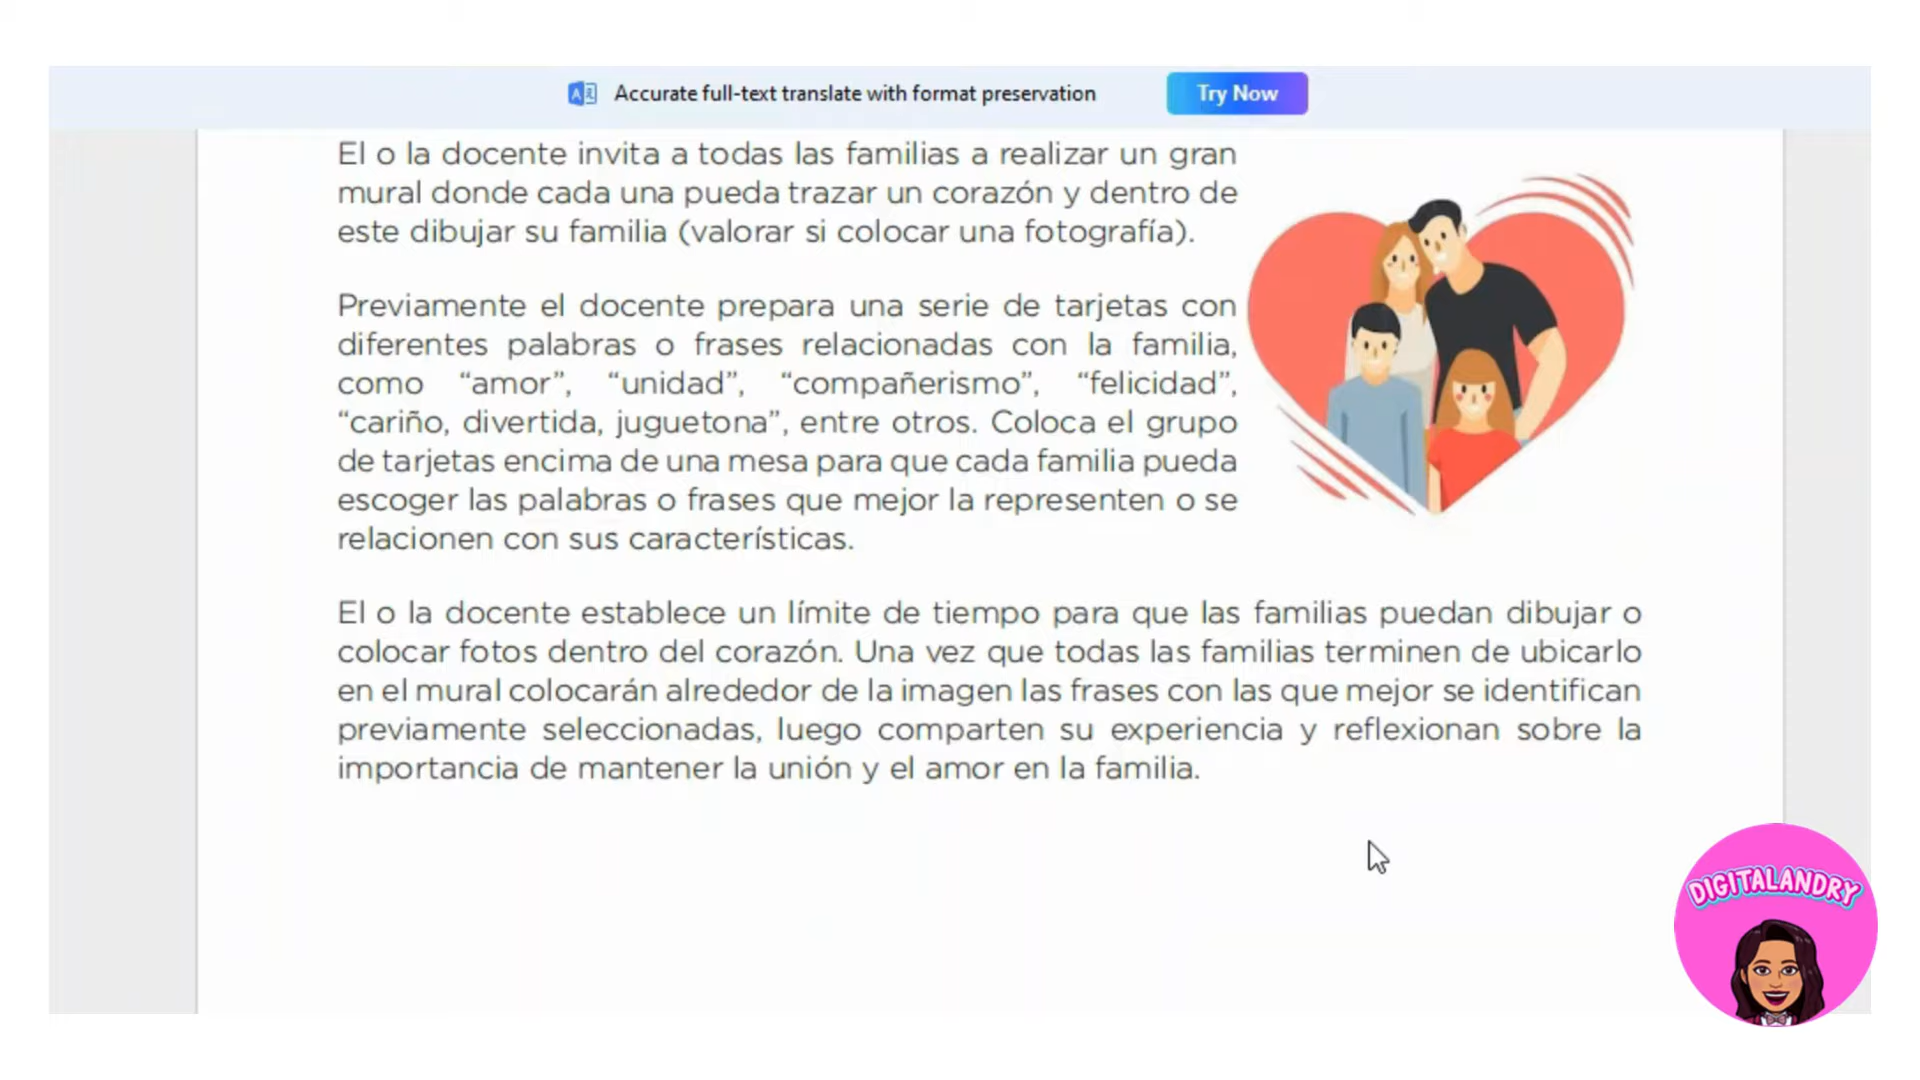 Accurate full-text translate with format preservation
Try Now
El o la docente invita a todas las familias a realizar un gran
mural donde cada una pueda trazar un corazón y dentro de
este dibujar su familia (valorar si colocar una fotografía).
Previamente el docente prepara una serie de tarjetas con
diferentes palabras o frases relacionadas con la familia,
como “amor”, “unidad”, “compañerismo”, “felicidad”,
“cariño, divertida, juguetona”, entre otros. Coloca el grupo
de tarjetas encima de una mesa para que cada familia pueda
escoger las palabras o frases que mejor la representen o se
relacionen con sus características.
El o la docente establece un límite de tiempo para que las familias puedan dibujar o
colocar fotos dentro del corazón. Una vez que todas las familias terminen de ubicarlo
en el mural colocarán alrededor de la imagen las frases con las que mejor se identifican
previamente seleccionadas, luego comparten su experiencia y reflexionan sobre la
importancia de mantener la unión y el amor en la familia.
DIGITALANDRY